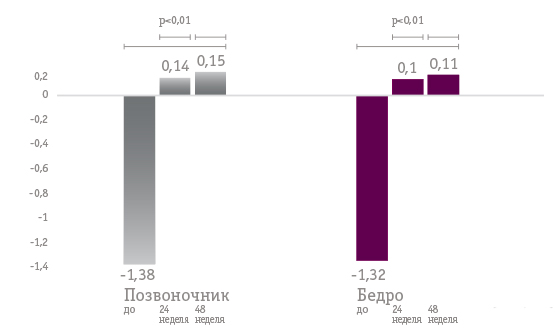 p<0,01 p<0,01
0,14 0,15 0,1 0,11
0,2
0
-0,2
-0,4
-0,6
-0,8
-1
-1,2
-1,4
-1,38 -1,32
Позвоночник Бедро
до 24 неделя 48 неделя до 24 неделя 48 неделя